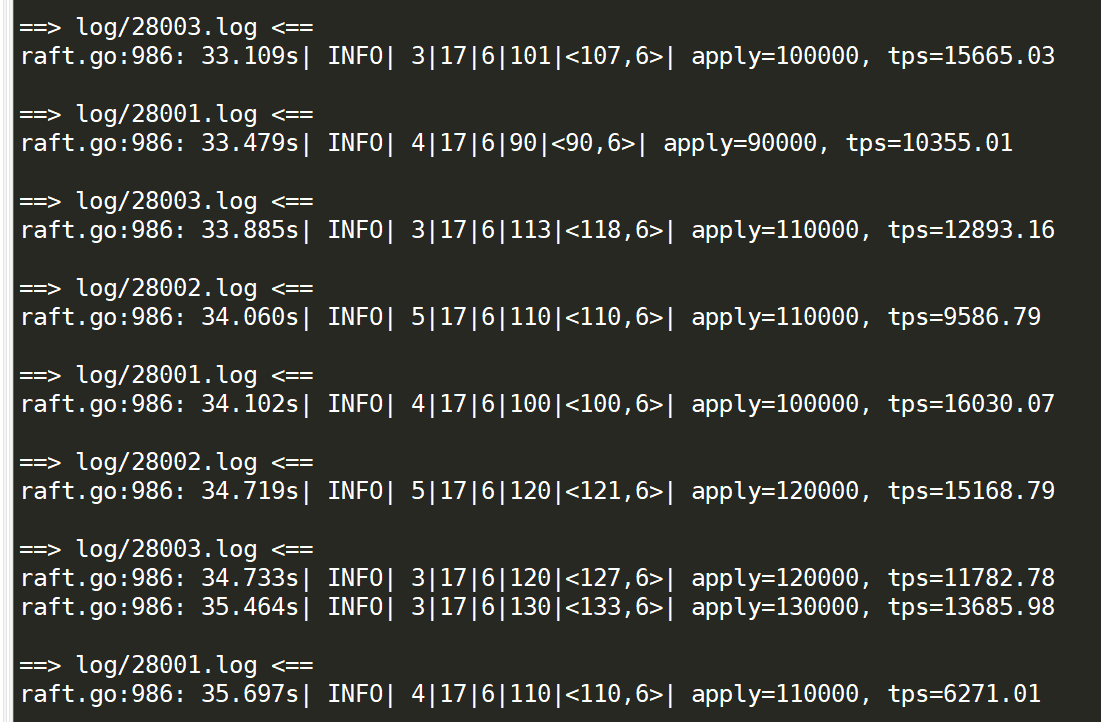 ==> log/28003.log <==
raft.go:986: 33.109s| INFO| 3|17|6|101|<107,6>| apply=100000, tps=15665.03
==> log/28001.log <==
raft.go:986: 33.479s| INFO| 4|17|6|90|<90,6>| apply=90000, tps=10355.01
==> log/28003.log <==
raft.go:986: 33.885s| INFO| 3|17|6|113|<118,6>| apply=110000, tps=12893.16
==> log/28002.log <==
raft.go:986: 34.060s| INFO| 5|17|6|110|<110,6>| apply=110000, tps=9586.79
==> log/28001.log <==
raft.go:986: 34.102s| INFO| 4|17|6|100|<100,6>| apply=100000, tps=16030.07
==> log/28002.log <==
raft.go:986: 34.719s| INFO| 5|17|6|120|<121,6>| apply=120000, tps=15168.79
==> log/28003.log <==
raft.go:986: 34.733s| INFO| 3|17|6|120|<127,6>| apply=120000, tps=11782.78
raft.go:986: 35.464s| INFO| 3|17|6|130|<133,6>| apply=130000, tps=13685.98
==> log/28001.log <==
raft.go:986: 35.697s| INFO| 4|17|6|110|<110,6>| apply=110000, tps=6271.01